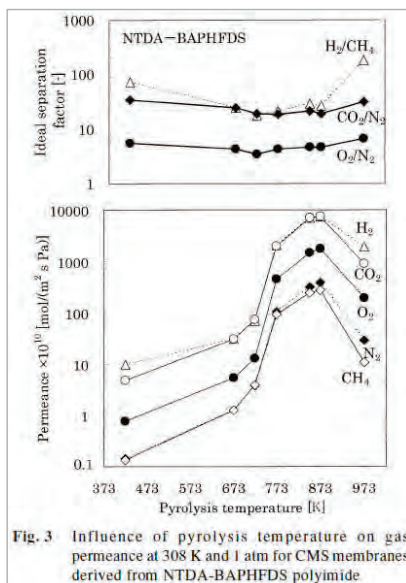 NTDA−BAPHFDS
H2/CH4
CO2/N2
O2/N2
Ideal separation
factor [-]
1000
100
10
1
10000
1000
100
10
1
0.1
Permeance ×10^10 [mol/(m² s Pa)]
H2
CO2
O2
N2
CH4
373 473 573 673 773 873 973
Pyrolysis temperature [K]
Fig. 3 Influence of pyrolysis temperature on gas
permeance at 308 K and 1 atm for CMS membranes
derived from NTDA-BAPHFDS polyimide